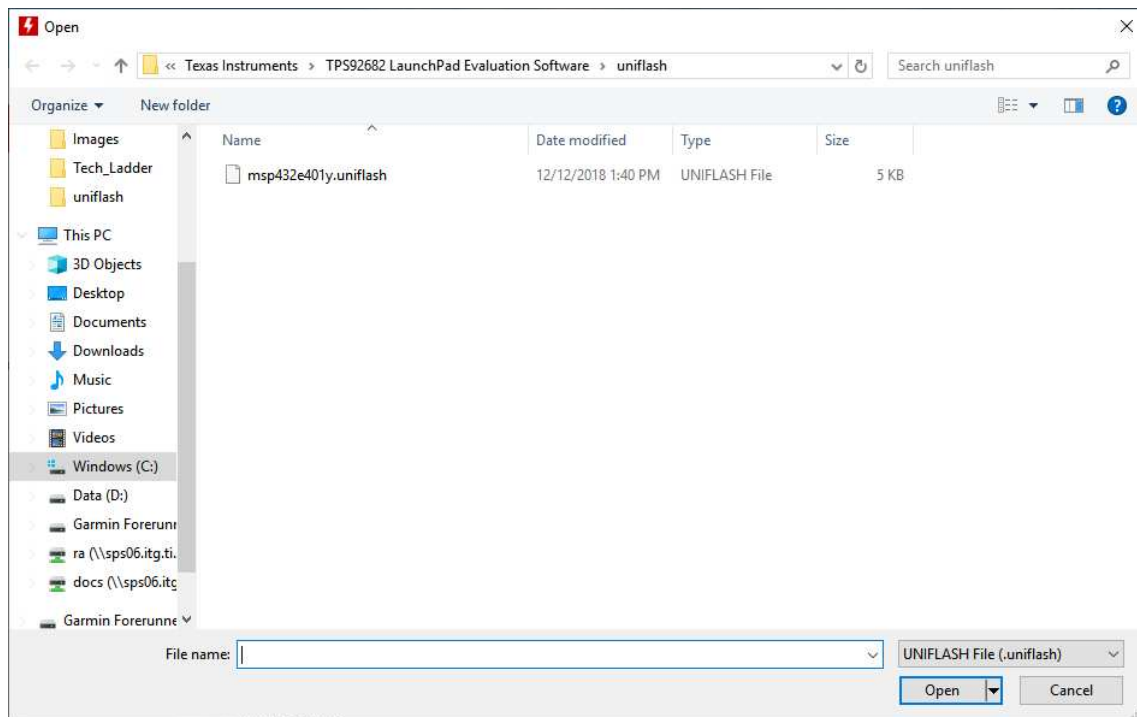 Open
« Texas Instruments › TPS92682 LaunchPad Evaluation Software › uniflash
Search uniflash
Organize
New folder
Images
Tech_Ladder
uniflash
This PC
3D Objects
Desktop
Documents
Downloads
Music
Pictures
Videos
Windows (C:)
Data (D:)
Garmin Forerunr
ra (\\sps06.itg.ti.
docs (\\sps06.itg
Garmin Forerunne
Name Date modified Type Size
msp432e401y.uniflash 12/12/2018 1:40 PM UNIFLASH File 5 KB
File name:
UNIFLASH File (.uniflash)
Open Cancel